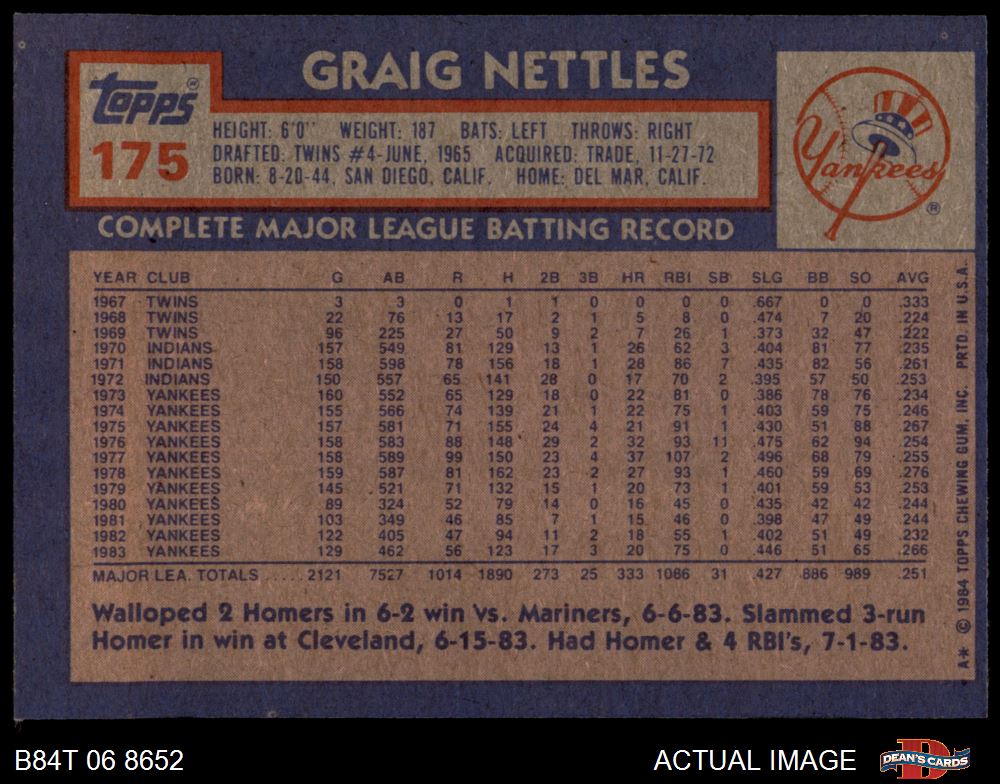 GRAIG NETTLES
Topps®
175
HEIGHT: 6'0" WEIGHT: 187 BATS: LEFT THROWS: RIGHT
DRAFTED: TWINS #4-JUNE, 1965 ACQUIRED: TRADE, 11-27-72
BORN: 8-20-44, SAN DIEGO, CALIF. HOME: DEL MAR, CALIF.
Yankees
®
COMPLETE MAJOR LEAGUE BATTING RECORD
YEAR CLUB G AB R H 2B 3B HR RBI SB SLG BB SO AVG
1967 TWINS 3 3 0 1 1 0 0 0 0 .667 0 0 .333
1968 TWINS 22 76 13 17 2 1 5 8 0 .474 7 20 .224
1969 TWINS 96 225 27 50 9 2 7 26 1 .373 32 47 .222
1970 INDIANS 157 549 81 129 13 1 26 62 3 .404 81 77 .235
1971 INDIANS 158 598 78 156 18 1 28 86 7 .435 82 56 .261
1972 INDIANS 150 557 65 141 28 0 17 70 2 .395 57 50 .253
1973 YANKEES 160 552 65 129 18 0 22 81 0 .386 78 76 .234
1974 YANKEES 155 566 74 139 21 1 22 75 1 .403 59 75 .246
1975 YANKEES 157 581 71 155 24 4 21 91 1 .430 51 88 .267
1976 YANKEES 158 583 88 148 29 2 32 93 11 .475 62 94 .254
1977 YANKEES 158 589 99 150 23 4 37 107 2 .496 68 79 .255
1978 YANKEES 159 587 81 162 23 2 27 93 1 .460 59 69 .276
1979 YANKEES 145 521 71 132 15 1 20 73 1 .401 59 53 .253
1980 YANKEES 89 324 52 79 14 0 16 45 0 .435 42 42 .244
1981 YANKEES 103 349 46 85 7 1 15 46 0 .398 47 49 .244
1982 YANKEES 122 405 47 94 11 2 18 55 1 .402 51 49 .232
1983 YANKEES 129 462 56 123 17 3 20 75 0 .446 51 65 .266
MAJOR LEA. TOTALS ..... 2121 7527 1014 1890 273 25 333 1086 31 .427 886 989 .251
Walloped 2 Homers in 6-2 win vs. Mariners, 6-6-83. Slammed 3-run
Homer in win at Cleveland, 6-15-83. Had Homer & 4 RBI's, 7-1-83.
A* © 1984 TOPPS CHEWING GUM, INC. PRTD. IN U.S.A.
B84T 06 8652
ACTUAL IMAGE
DEAN'S CARDS